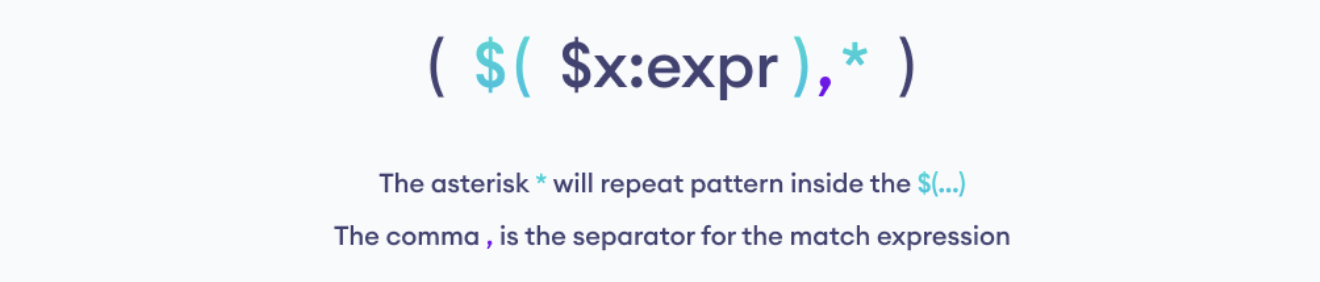 ( $( $x:expr ),* )
The asterisk * will repeat pattern inside the $(...)
The comma , is the separator for the match expression